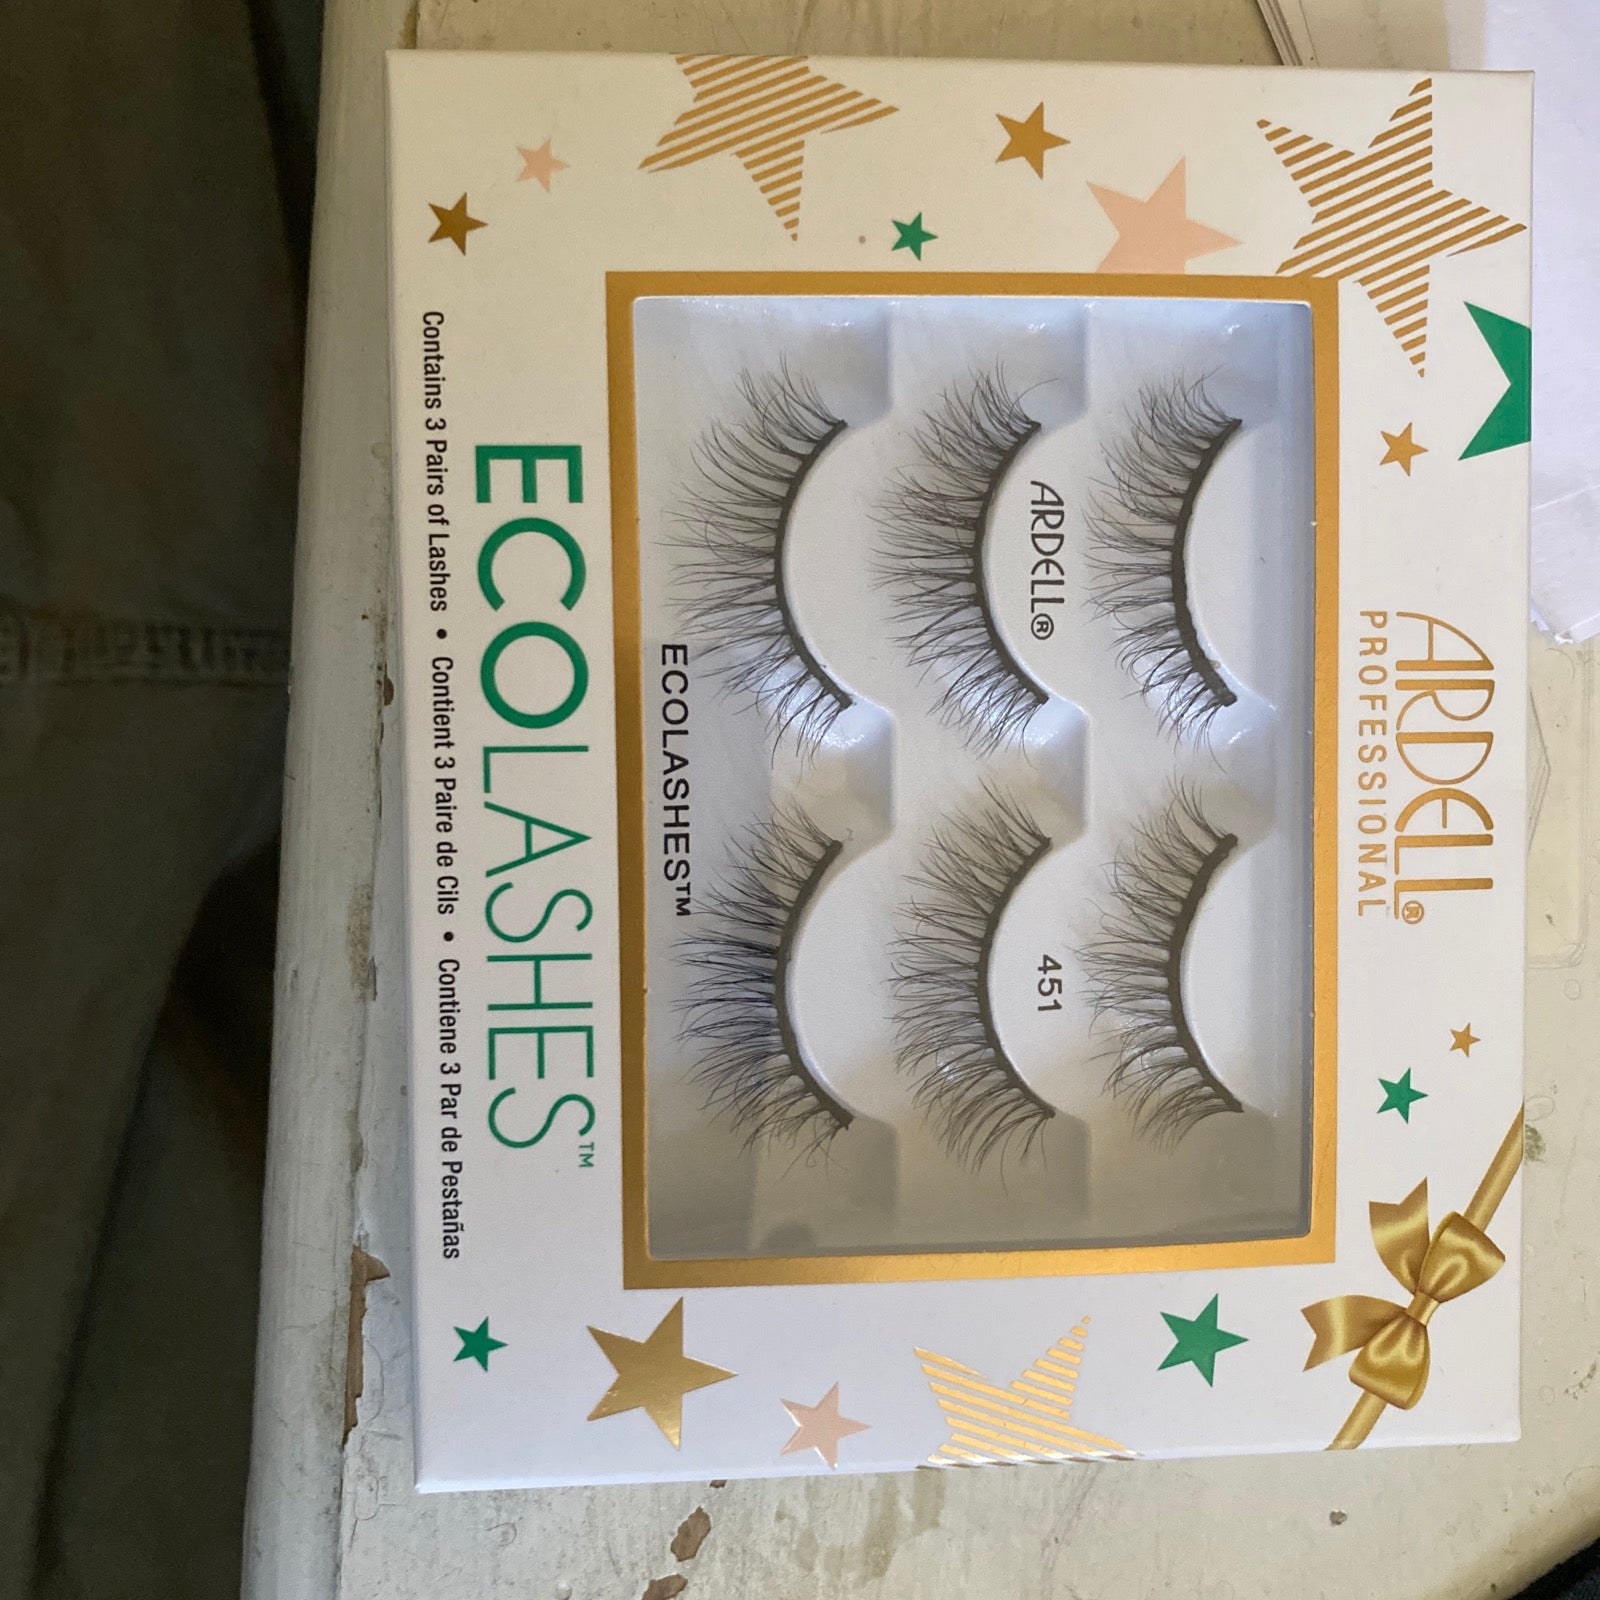 ARDELL®
PROFESSIONAL
ARDELL® 451
ECOLASHES™
ECOLASHES™
Contains 3 Pairs of Lashes • Contient 3 Paire de Cils • Contiene 3 Par de Pestañas